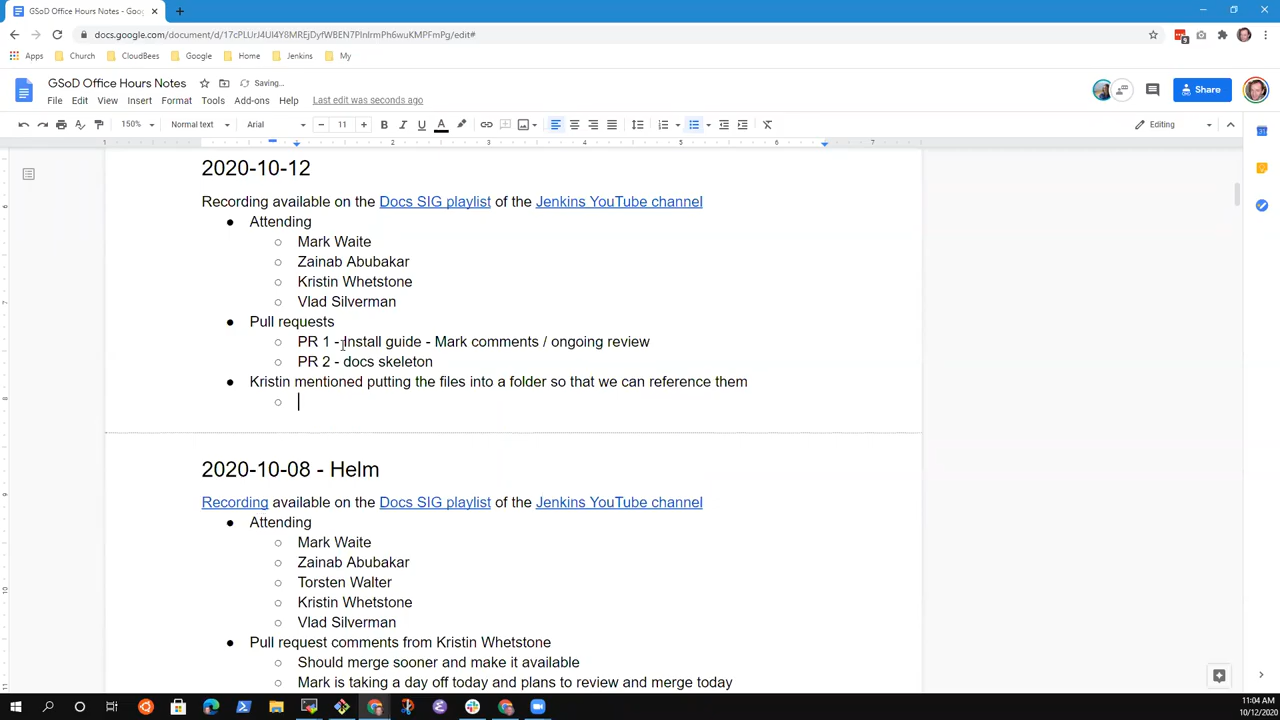 GSoD Office Hours Notes - Goo
docs.google.com/document/d/17cPLUrJ4Ul4Y8MREjDyfWBEN7PlnlrmPh6wuKMPFmPg/edit#
Apps Church CloudBees Google Home Jenkins My
GSoD Office Hours Notes Saving...
File Edit View Insert Format Tools Add-ons Help Last edit was seconds ago
Share
150% Normal text Arial 11 Editing
1 2 3 4 5 6 7
2020-10-12
Recording available on the Docs SIG playlist of the Jenkins YouTube channel
● Attending
○ Mark Waite
○ Zainab Abubakar
○ Kristin Whetstone
○ Vlad Silverman
● Pull requests
○ PR 1 - Install guide - Mark comments / ongoing review
○ PR 2 - docs skeleton
● Kristin mentioned putting the files into a folder so that we can reference them
○
2020-10-08 - Helm
Recording available on the Docs SIG playlist of the Jenkins YouTube channel
● Attending
○ Mark Waite
○ Zainab Abubakar
○ Torsten Walter
○ Kristin Whetstone
○ Vlad Silverman
● Pull request comments from Kristin Whetstone
○ Should merge sooner and make it available
○ Mark is taking a day off today and plans to review and merge today
11:04 AM
10/12/2020